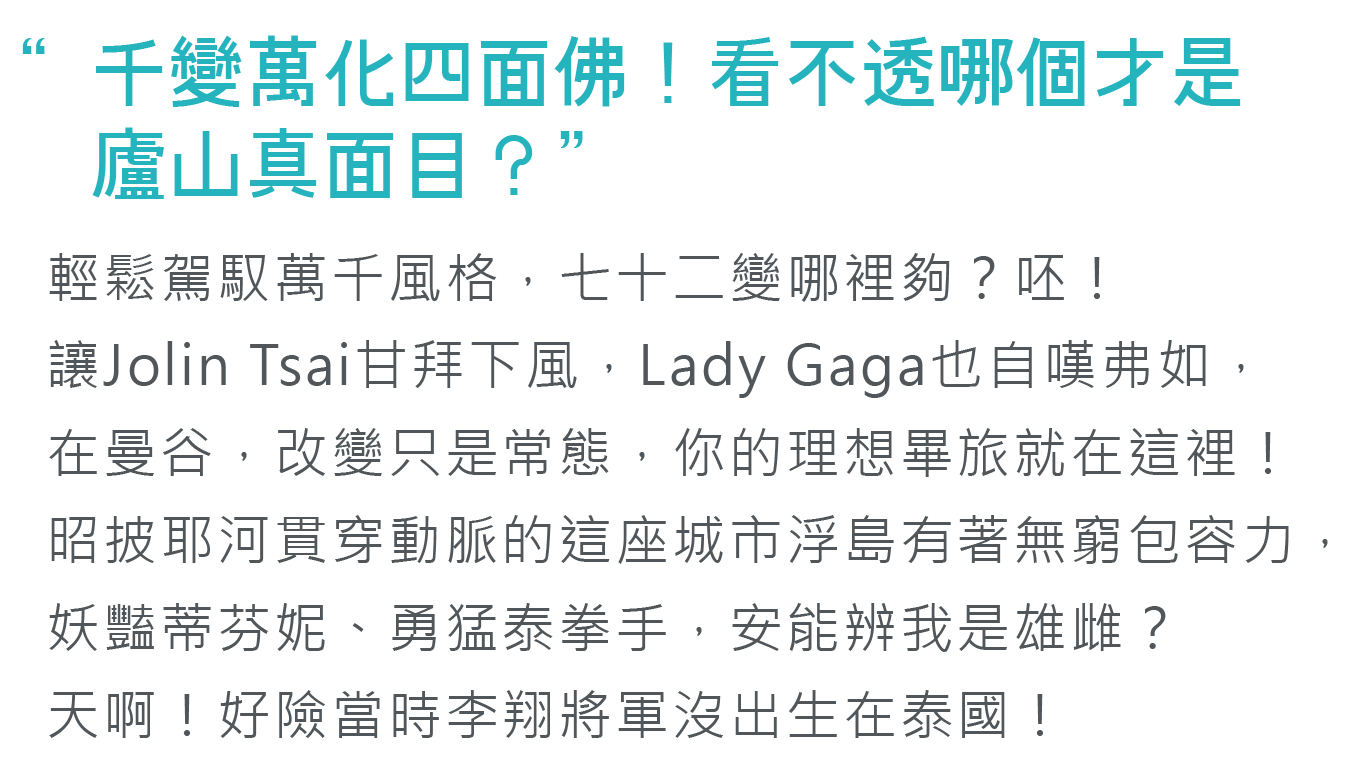 “千變萬化四面佛！看不透哪個才是
廬山真面目？”
輕鬆駕馭萬千風格，七十二變哪裡夠？呸！
讓Jolin Tsai甘拜下風，Lady Gaga也自嘆弗如，
在曼谷，改變只是常態，你的理想畢旅就在這裡！
昭披耶河貫穿動脈的這座城市浮島有著無窮包容力，
妖豔蒂芬妮、勇猛泰拳手，安能辨我是雄雌？
天啊！好險當時李翔將軍沒出生在泰國！